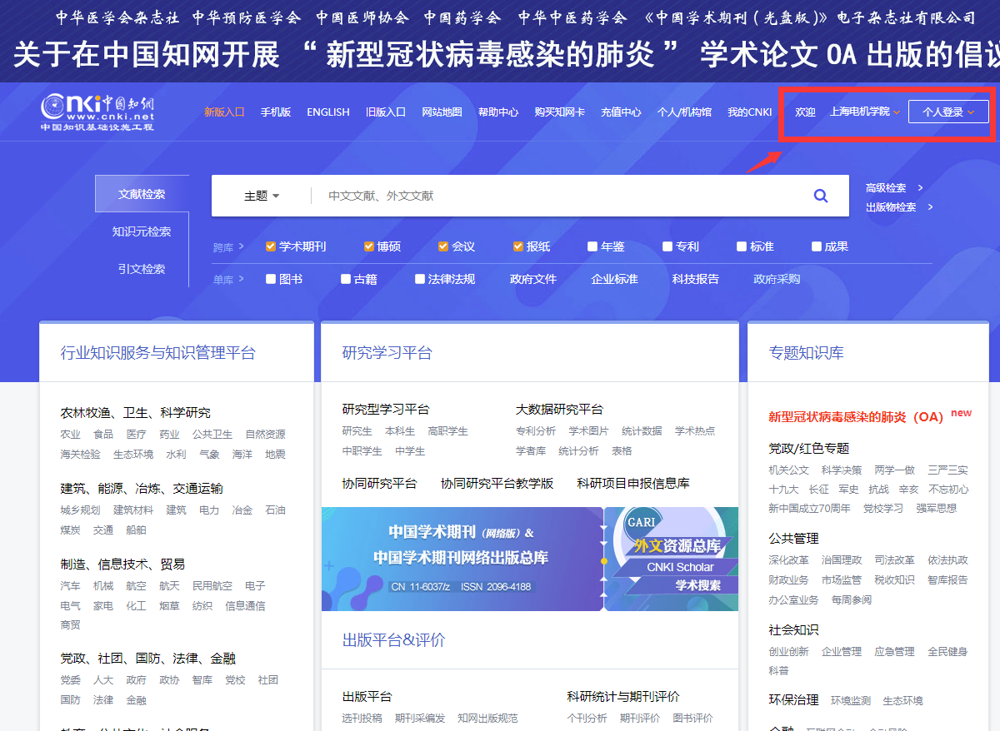 中华医学会杂志社 中华预防医学会 中国医师协会 中国药学会 中华中医药学会 《中国学术期刊(光盘版)》电子杂志社有限公司
关于在中国知网开展 “新型冠状病毒感染的肺炎” 学术论文 OA 出版的倡议
cnki 中国知网
www.cnki.net
中国知识基础设施工程
新版入口 手机版 ENGLISH 旧版入口 网站地图 帮助中心 购买知网卡 充值中心 个人/机构馆 我的CNKI 欢迎 上海电机学院 个人登录
文献检索 主题 中文文献、外文文献 高级检索 >
出版物检索 >
知识元检索
引文检索
跨库 > 学术期刊 博硕 会议 报纸 年鉴 专利 标准 成果
单库 > 图书 古籍 法律法规 政府文件 企业标准 科技报告 政府采购
行业知识服务与知识管理平台
农林牧渔、卫生、科学研究
农业 食品 医疗 药业 公共卫生 自然资源
海关检验 生态环境 水利 气象 海洋 地震
建筑、能源、冶炼、交通运输
城乡规划 建筑材料 建筑 电力 冶金 石油
煤炭 交通 船舶
制造、信息技术、贸易
汽车 机械 航空 航天 民用航空 电子
电气 家电 化工 烟草 纺织 信息通信
商贸
党政、社团、国防、法律、金融
党委 人大 政府 政协 智库 党校 社团
国防 法律 金融
研究学习平台
研究型学习平台
研究生 本科生 高职学生
中职学生 中学生
大数据研究平台
专利分析 学术图片 统计数据 学术热点
学者库 统计分析 表格
协同研究平台 协同研究平台教学版 科研项目申报信息库
中国学术期刊(网络版)&
中国学术期刊网络出版总库
CN 11-6037/z ISSN 2096-4188
GARI
外文资源总库
CNKI Scholar
学术搜索
出版平台&评价
出版平台
选刊投稿 期刊采编发 知网出版规范
科研统计与期刊评价
个刊分析 期刊评价 图书评价
专题知识库
新型冠状病毒感染的肺炎（OA） new
党政/红色专题
机关公文 科学决策 两学一做 三严三实
十九大 长征 军史 抗战 辛亥 不忘初心
新中国成立70周年 党校学习 强军思想
公共管理
深化改革 治国理政 司法改革 依法执政
财政业务 市场监管 税收知识 智库报告
办公室业务 每周参阅
社会知识
创业创新 企业管理 应急管理 全民健身
科普
环保治理 环境监测 生态环境